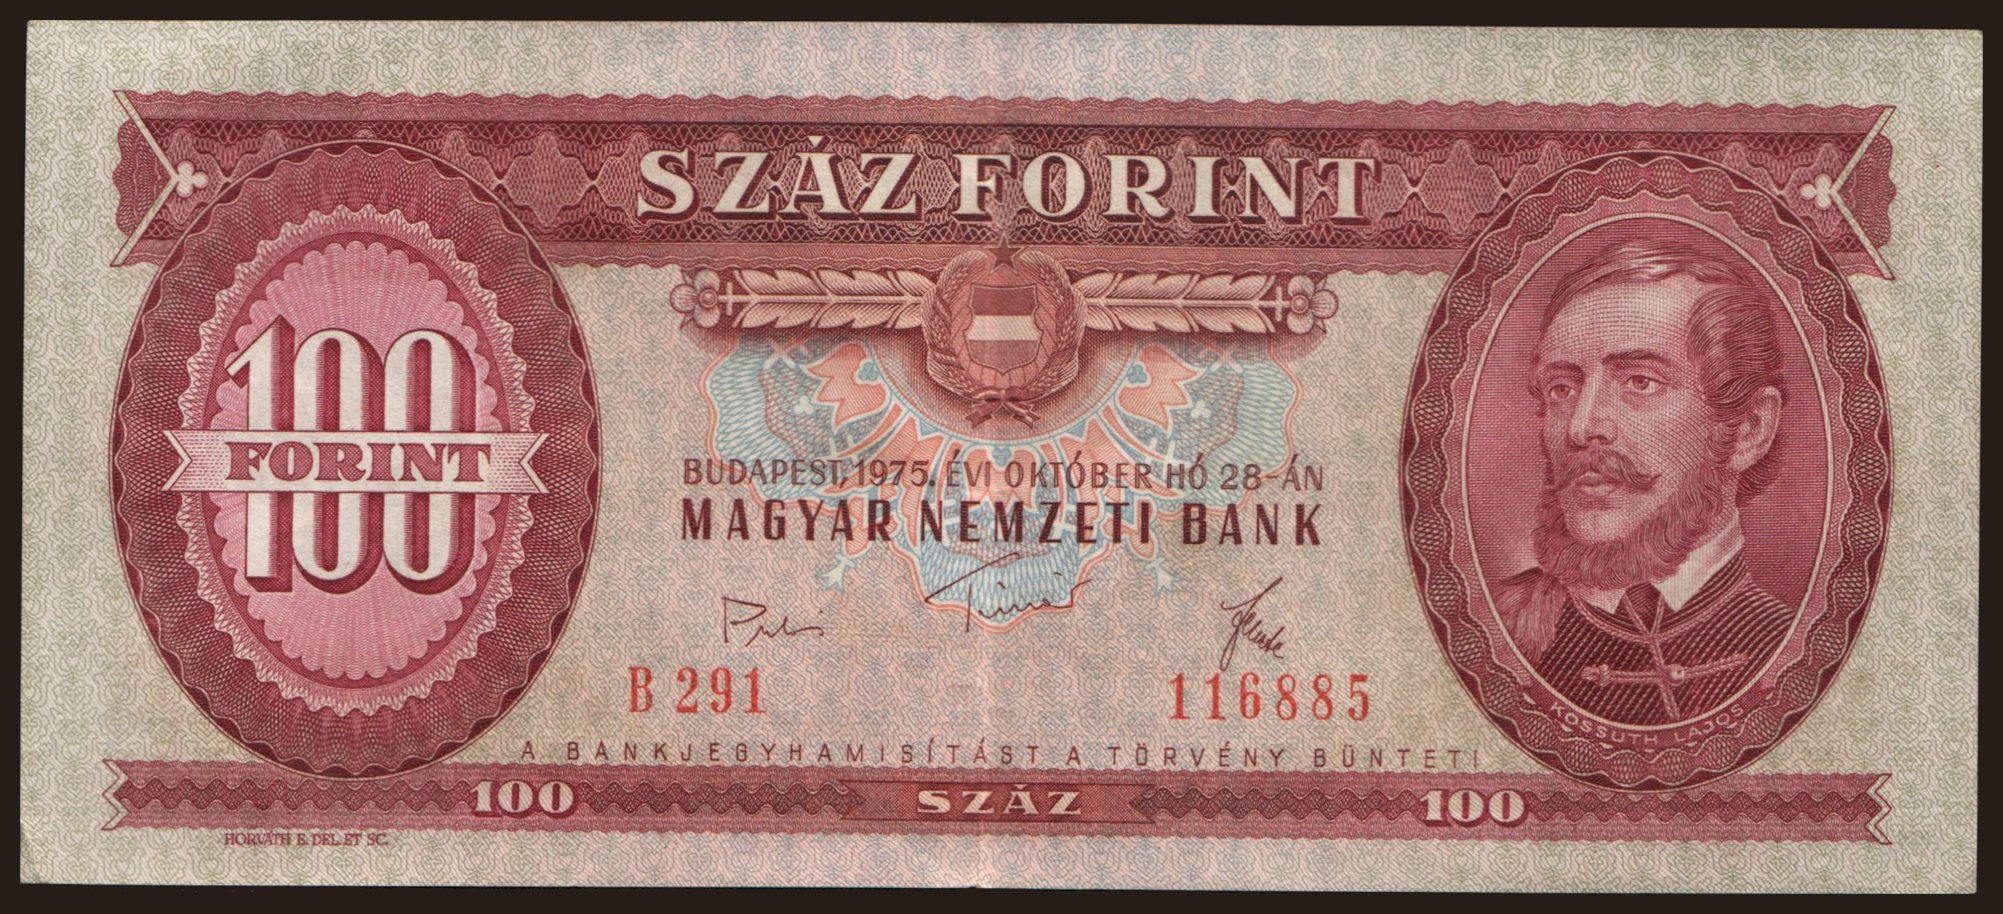 SZÁZ FORINT
100
FORINT
BUDAPEST, 1975. ÉVI OKTÓBER HÓ 28-ÁN
MAGYAR NEMZETI BANK
B 291
116885
KOSSUTH LAJOS
A BANKJEGYHAMISÍTÁST A TÖRVÉNY BÜNTETI
100
SZÁZ
100
HORVÁTH E. DEL. ET SC.